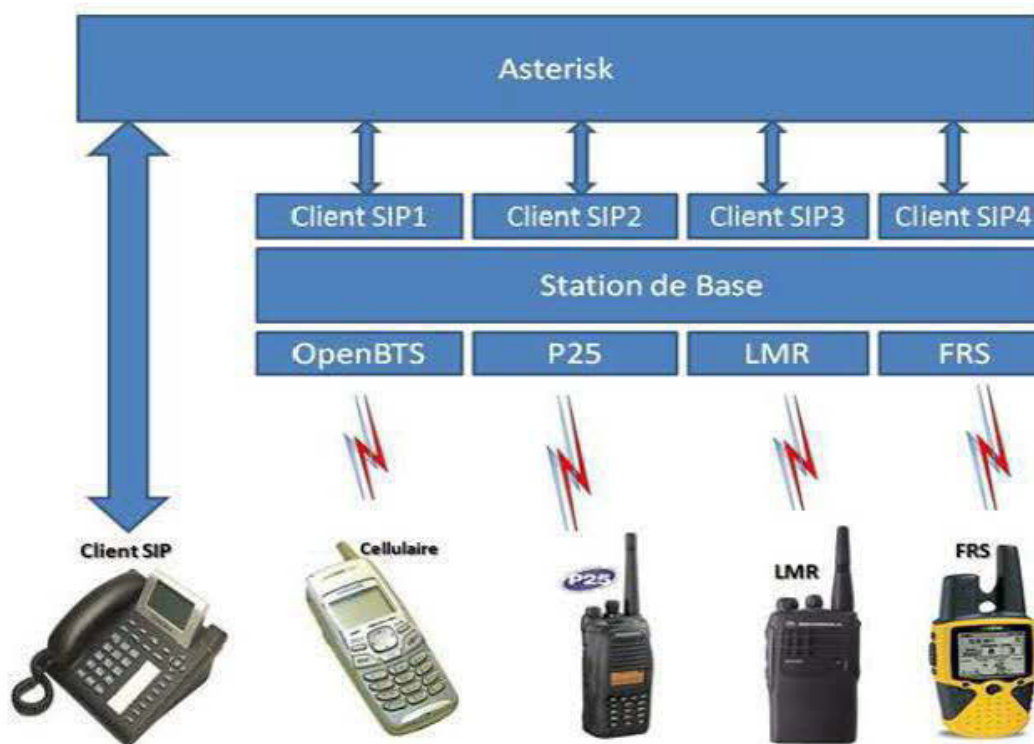 Asterisk
Client SIP1 Client SIP2 Client SIP3 Client SIP4
Station de Base
OpenBTS P25 LMR FRS
Client SIP Cellulaire P25 LMR FRS